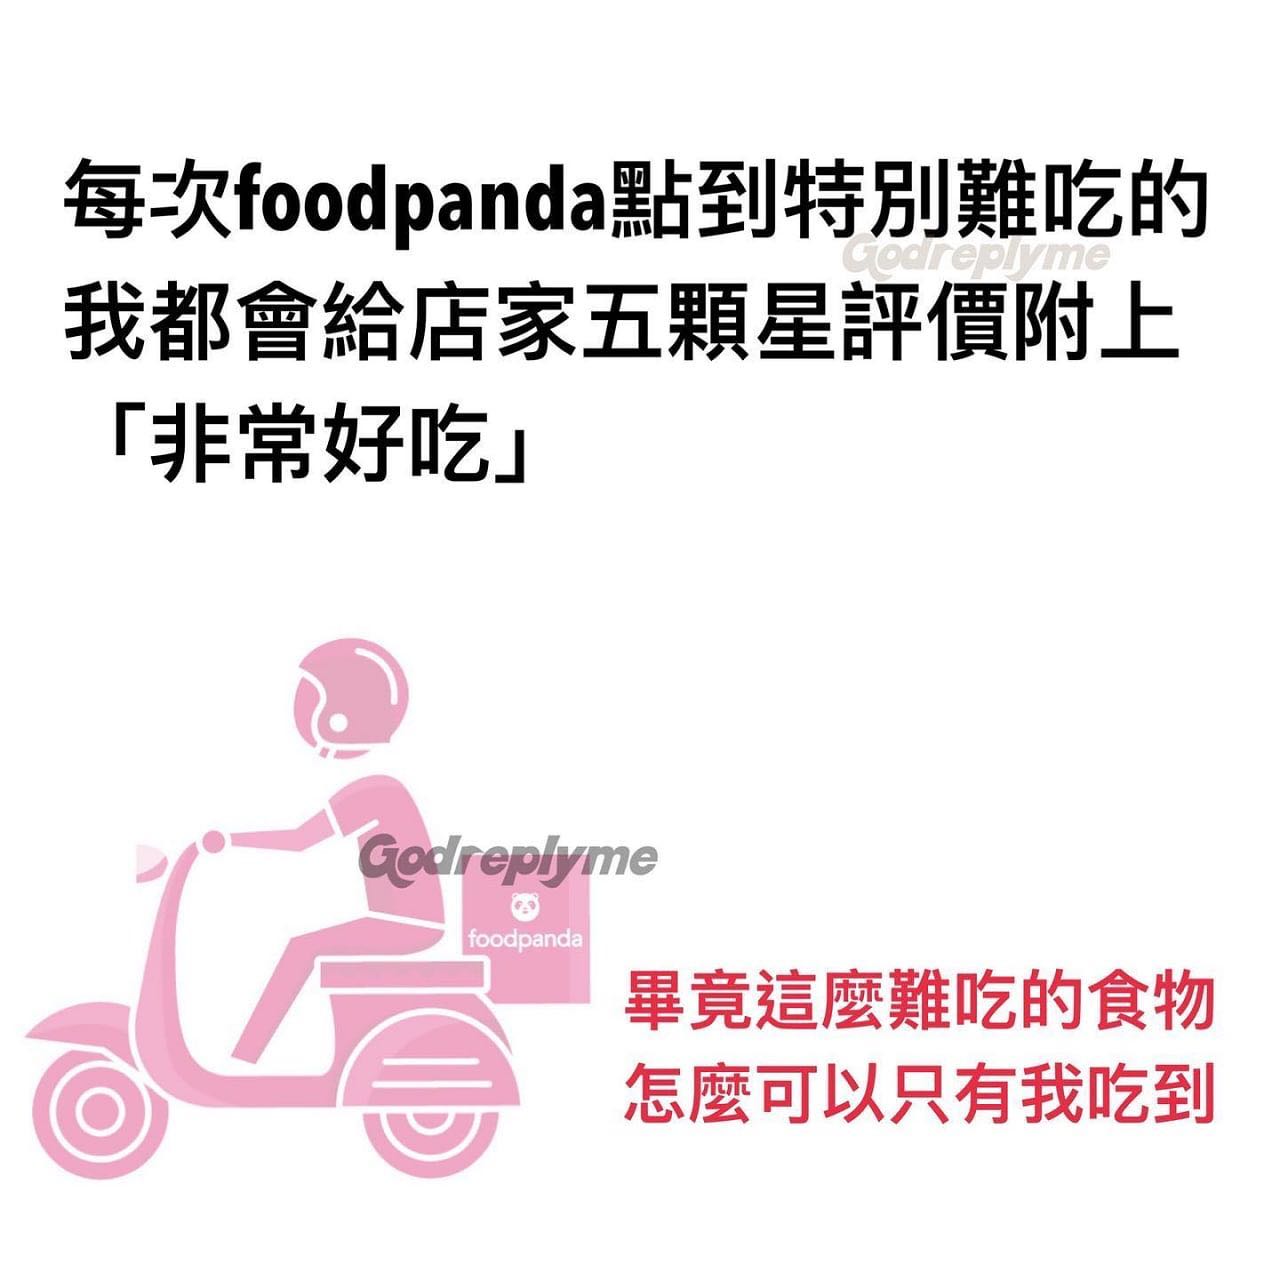 每次foodpanda點到特別難吃的
Godreplyme
我都會給店家五顆星評價附上
「非常好吃」
Godreplyme
foodpanda
畢竟這麼難吃的食物
怎麼可以只有我吃到